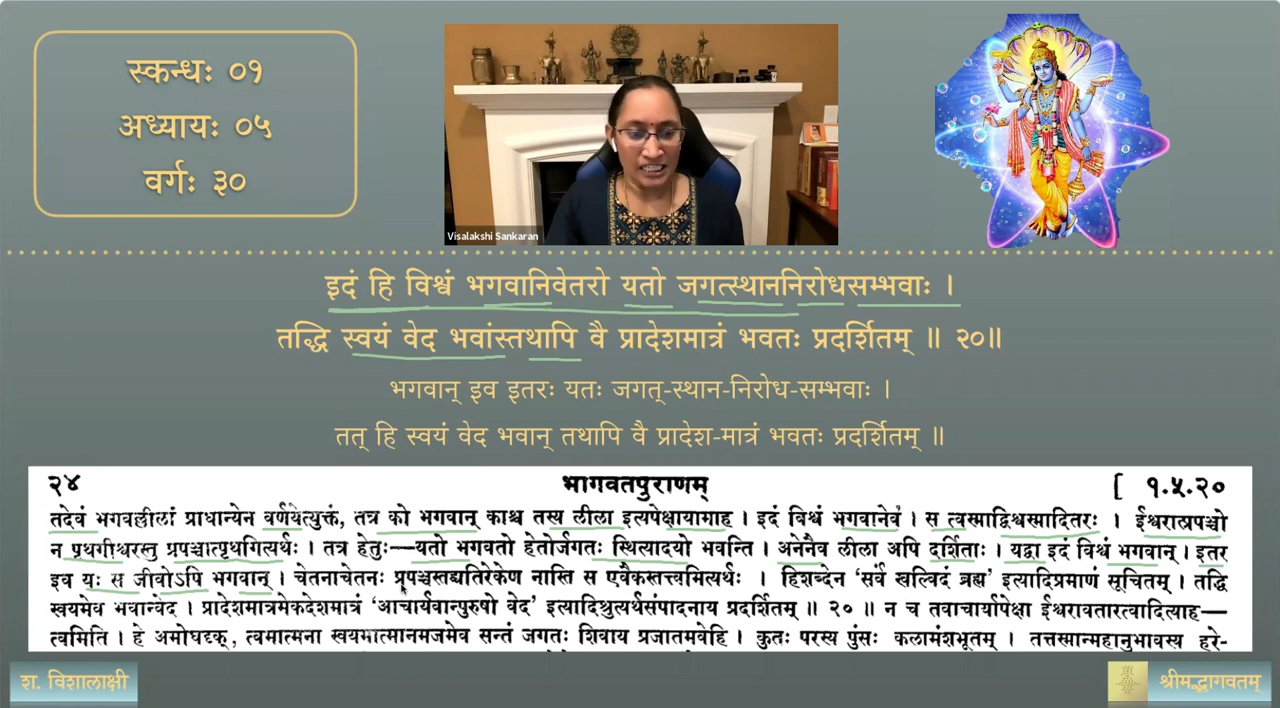 स्कन्धः ०१
अध्यायः ०५
वर्गः ३०
Visalakshi Sankaran
इदं हि विश्वं भगवानिवेतरो यतो जगत्स्थाननिरोधसम्भवाः ।
तद्धि स्वयं वेद भवांस्तथापि वै प्रादेशमात्रं भवतः प्रदर्शितम् ॥ २०॥
भगवान् इव इतरः यतः जगत्-स्थान-निरोध-सम्भवाः ।
तत् हि स्वयं वेद भवान् तथापि वै प्रादेश-मात्रं भवतः प्रदर्शितम् ॥
२४ भागवतपुराणम् [ १.५.२०
तदेवं भगवल्लीलां प्राधान्येन वर्णयेत्युक्तं, तत्र को भगवान् काश्च तस्य लीला इत्यपेक्षायामाह । इदं विश्वं भगवानेव । स त्वस्माद्विश्वस्मादितरः । ईश्वरात्प्रपञ्चो
न पृथगीश्वरस्तु प्रपञ्चात्पृथगित्यर्थः । तत्र हेतुः—यतो भगवतो हेतोर्जगतः स्थित्यादयो भवन्ति । अनेनैव लीला अपि दर्शिताः । यद्वा इदं विश्वं भगवान् । इतर
इव यः स जीवोऽपि भगवान् । चेतनाचेतनः प्रपञ्चस्तद्व्यतिरेकेण नास्ति स एवैकस्तत्त्वमित्यर्थः । हिशब्देन 'सर्वं खल्विदं ब्रह्म' इत्यादिप्रमाणं सूचितम् । तद्धि
स्वयमेव भवान्वेद । प्रादेशमात्रमेकदेशमात्रं 'आचार्यवान्पुरुषो वेद' इत्यादिश्रुत्यर्थसंपादनाय प्रदर्शितम् ॥ २० ॥ न च तवाचार्यापेक्षा ईश्वरावतारत्वादित्याह—
त्वमिति । हे अमोघदृक्, त्वमात्मना स्वयमात्मानमजमेव सन्तं जगतः शिवाय प्रजातमवेहि । कुतः परस्य पुंसः कलामंशभूतम् । तत्तस्मान्महानुभावस्य हरे-
श. विशालाक्षी
श्रीमद्भागवतम्